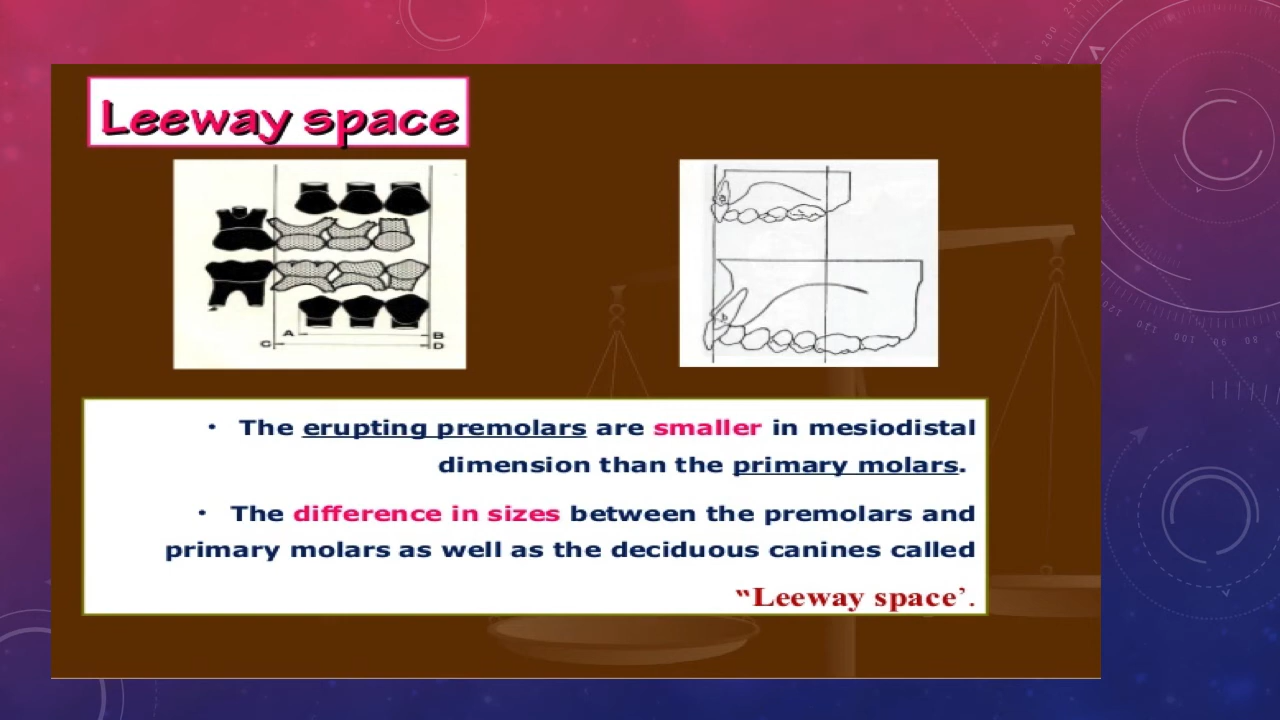 Leeway space
A B
C D
• The erupting premolars are smaller in mesiodistal
dimension than the primary molars.
• The difference in sizes between the premolars and
primary molars as well as the deciduous canines called
“Leeway space’.